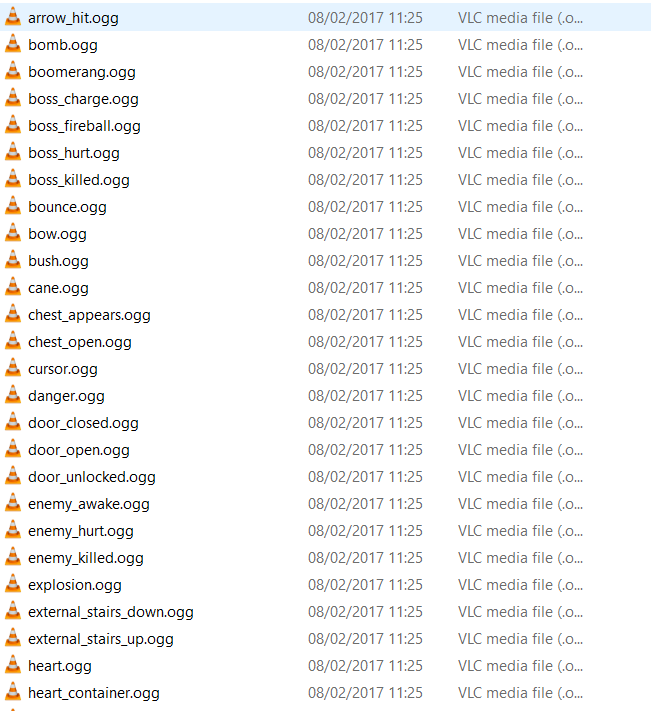 arrow_hit.ogg 08/02/2017 11:25 VLC media file (.o...
bomb.ogg 08/02/2017 11:25 VLC media file (.o...
boomerang.ogg 08/02/2017 11:25 VLC media file (.o...
boss_charge.ogg 08/02/2017 11:25 VLC media file (.o...
boss_fireball.ogg 08/02/2017 11:25 VLC media file (.o...
boss_hurt.ogg 08/02/2017 11:25 VLC media file (.o...
boss_killed.ogg 08/02/2017 11:25 VLC media file (.o...
bounce.ogg 08/02/2017 11:25 VLC media file (.o...
bow.ogg 08/02/2017 11:25 VLC media file (.o...
bush.ogg 08/02/2017 11:25 VLC media file (.o...
cane.ogg 08/02/2017 11:25 VLC media file (.o...
chest_appears.ogg 08/02/2017 11:25 VLC media file (.o...
chest_open.ogg 08/02/2017 11:25 VLC media file (.o...
cursor.ogg 08/02/2017 11:25 VLC media file (.o...
danger.ogg 08/02/2017 11:25 VLC media file (.o...
door_closed.ogg 08/02/2017 11:25 VLC media file (.o...
door_open.ogg 08/02/2017 11:25 VLC media file (.o...
door_unlocked.ogg 08/02/2017 11:25 VLC media file (.o...
enemy_awake.ogg 08/02/2017 11:25 VLC media file (.o...
enemy_hurt.ogg 08/02/2017 11:25 VLC media file (.o...
enemy_killed.ogg 08/02/2017 11:25 VLC media file (.o...
explosion.ogg 08/02/2017 11:25 VLC media file (.o...
external_stairs_down.ogg 08/02/2017 11:25 VLC media file (.o...
external_stairs_up.ogg 08/02/2017 11:25 VLC media file (.o...
heart.ogg 08/02/2017 11:25 VLC media file (.o...
heart_container.ogg 08/02/2017 11:25 VLC media file (.o...